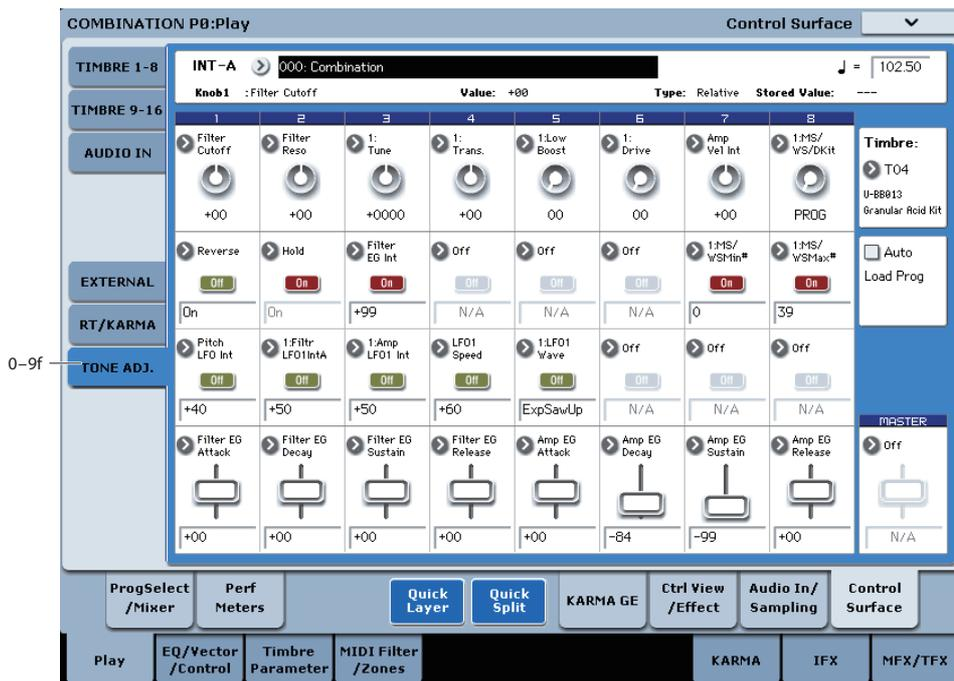 COMBINATION P0:Play
Control Surface
TIMBRE 1-8
TIMBRE 9-16
AUDIO IN
EXTERNAL
RT/KARMA
TONE ADJ.
0–9f
INT-A 000: Combination
♩ = 102.50
Knob1 :Filter Cutoff Value: +00 Type: Relative Stored Value: ---
1 2 3 4 5 6 7 8
Filter Cutoff
Filter Reso
1: Tune
1: Trans.
1:Low Boost
1: Drive
Amp Vel Int
1:MS/ WS/DKit
+00 +00 +0000 +00 00 00 +00 PROG
Reverse
Hold
Filter EG Int
Off
Off
Off
1:MS/ WSMin#
1:MS/ WSMax#
Off On On Off Off Off On On
On On +99 N/A N/A N/A 0 39
Pitch LFO Int
1:Filtr LFO1IntA
1:Amp LFO1 Int
LFO1 Speed
1:LFO1 Wave
Off
Off
Off
Off Off Off Off Off Off Off Off
+40 +50 +50 +60 ExpSawUp N/A N/A N/A
Filter EG Attack
Filter EG Decay
Filter EG Sustain
Filter EG Release
Amp EG Attack
Amp EG Decay
Amp EG Sustain
Amp EG Release
+00 +00 +00 +00 +00 -84 -99 +00
Timbre:
T04
U-BB013
Granular Acid Kit
Auto
Load Prog
MASTER
Off
N/A
ProgSelect /Mixer
Perf Meters
Quick Layer
Quick Split
KARMA GE
Ctrl View /Effect
Audio In/ Sampling
Control Surface
Play
EQ/Vector /Control
Timbre Parameter
MIDI Filter /Zones
KARMA
IFX
MFX/TFX